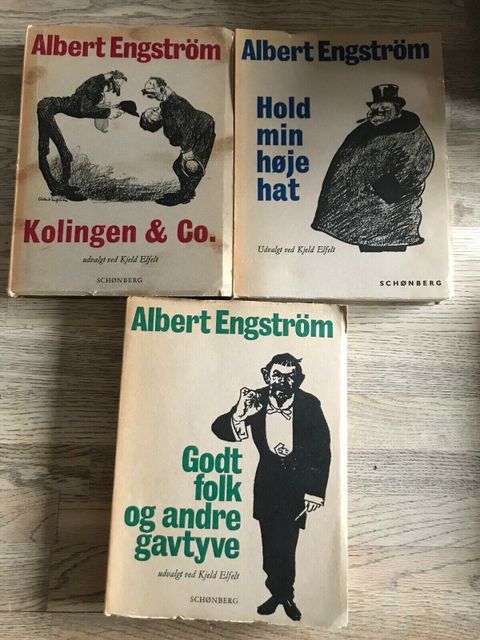 Albert Engström
Kolingen & Co.
udvalgt ved Kjeld Elfelt
SCHØNBERG
Albert Engström
Hold
min
høje
hat
Udvalgt ved Kjeld Elfelt
SCHØNBERG
Albert Engström
Godt
folk
og andre
gavtyve
udvalgt ved Kjeld Elfelt
SCHØNBERG